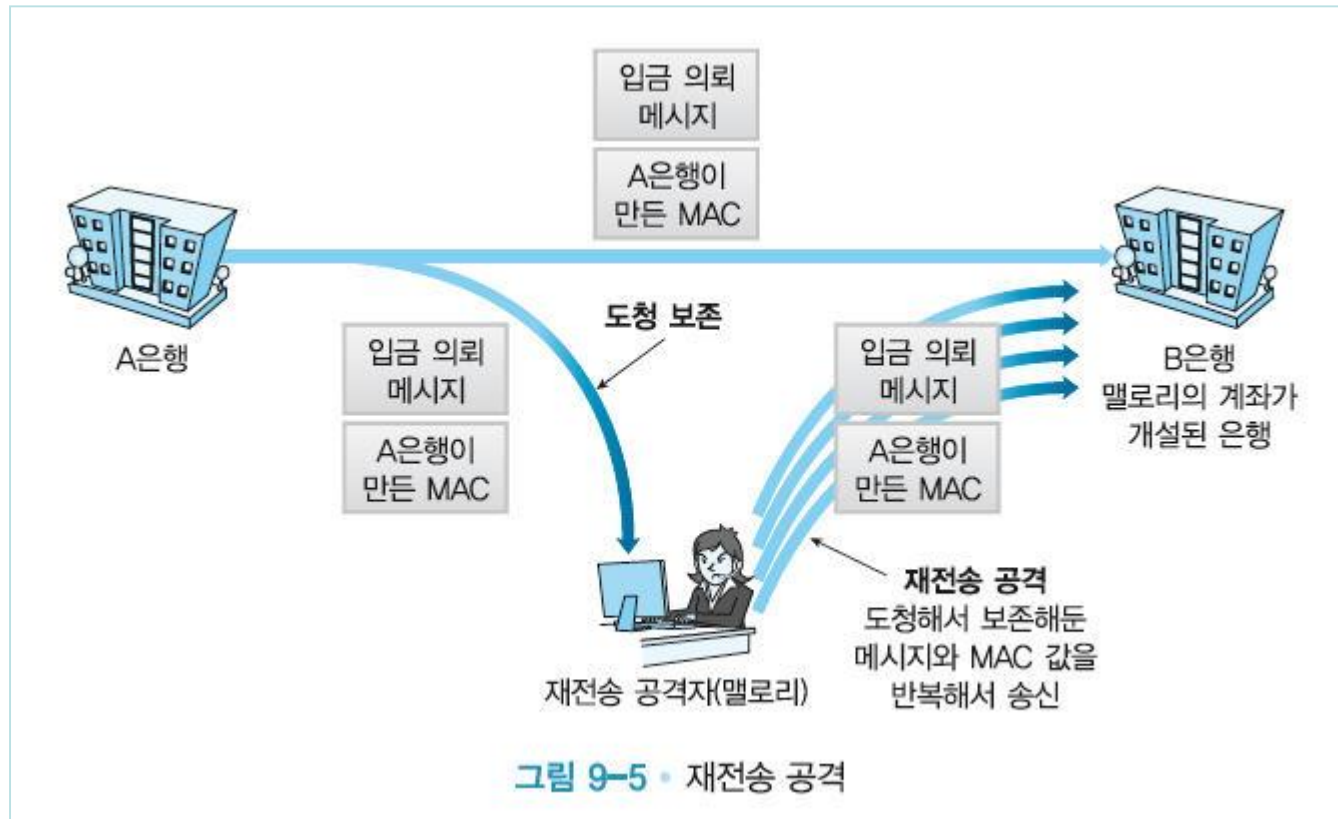 입금 의뢰
메시지
A은행이
만든 MAC
A은행
도청 보존
입금 의뢰
메시지
A은행이
만든 MAC
입금 의뢰
메시지
A은행이
만든 MAC
B은행
맬로리의 계좌가
개설된 은행
재전송 공격자(맬로리)
재전송 공격
도청해서 보존해둔
메시지와 MAC 값을
반복해서 송신
그림 9-5 • 재전송 공격